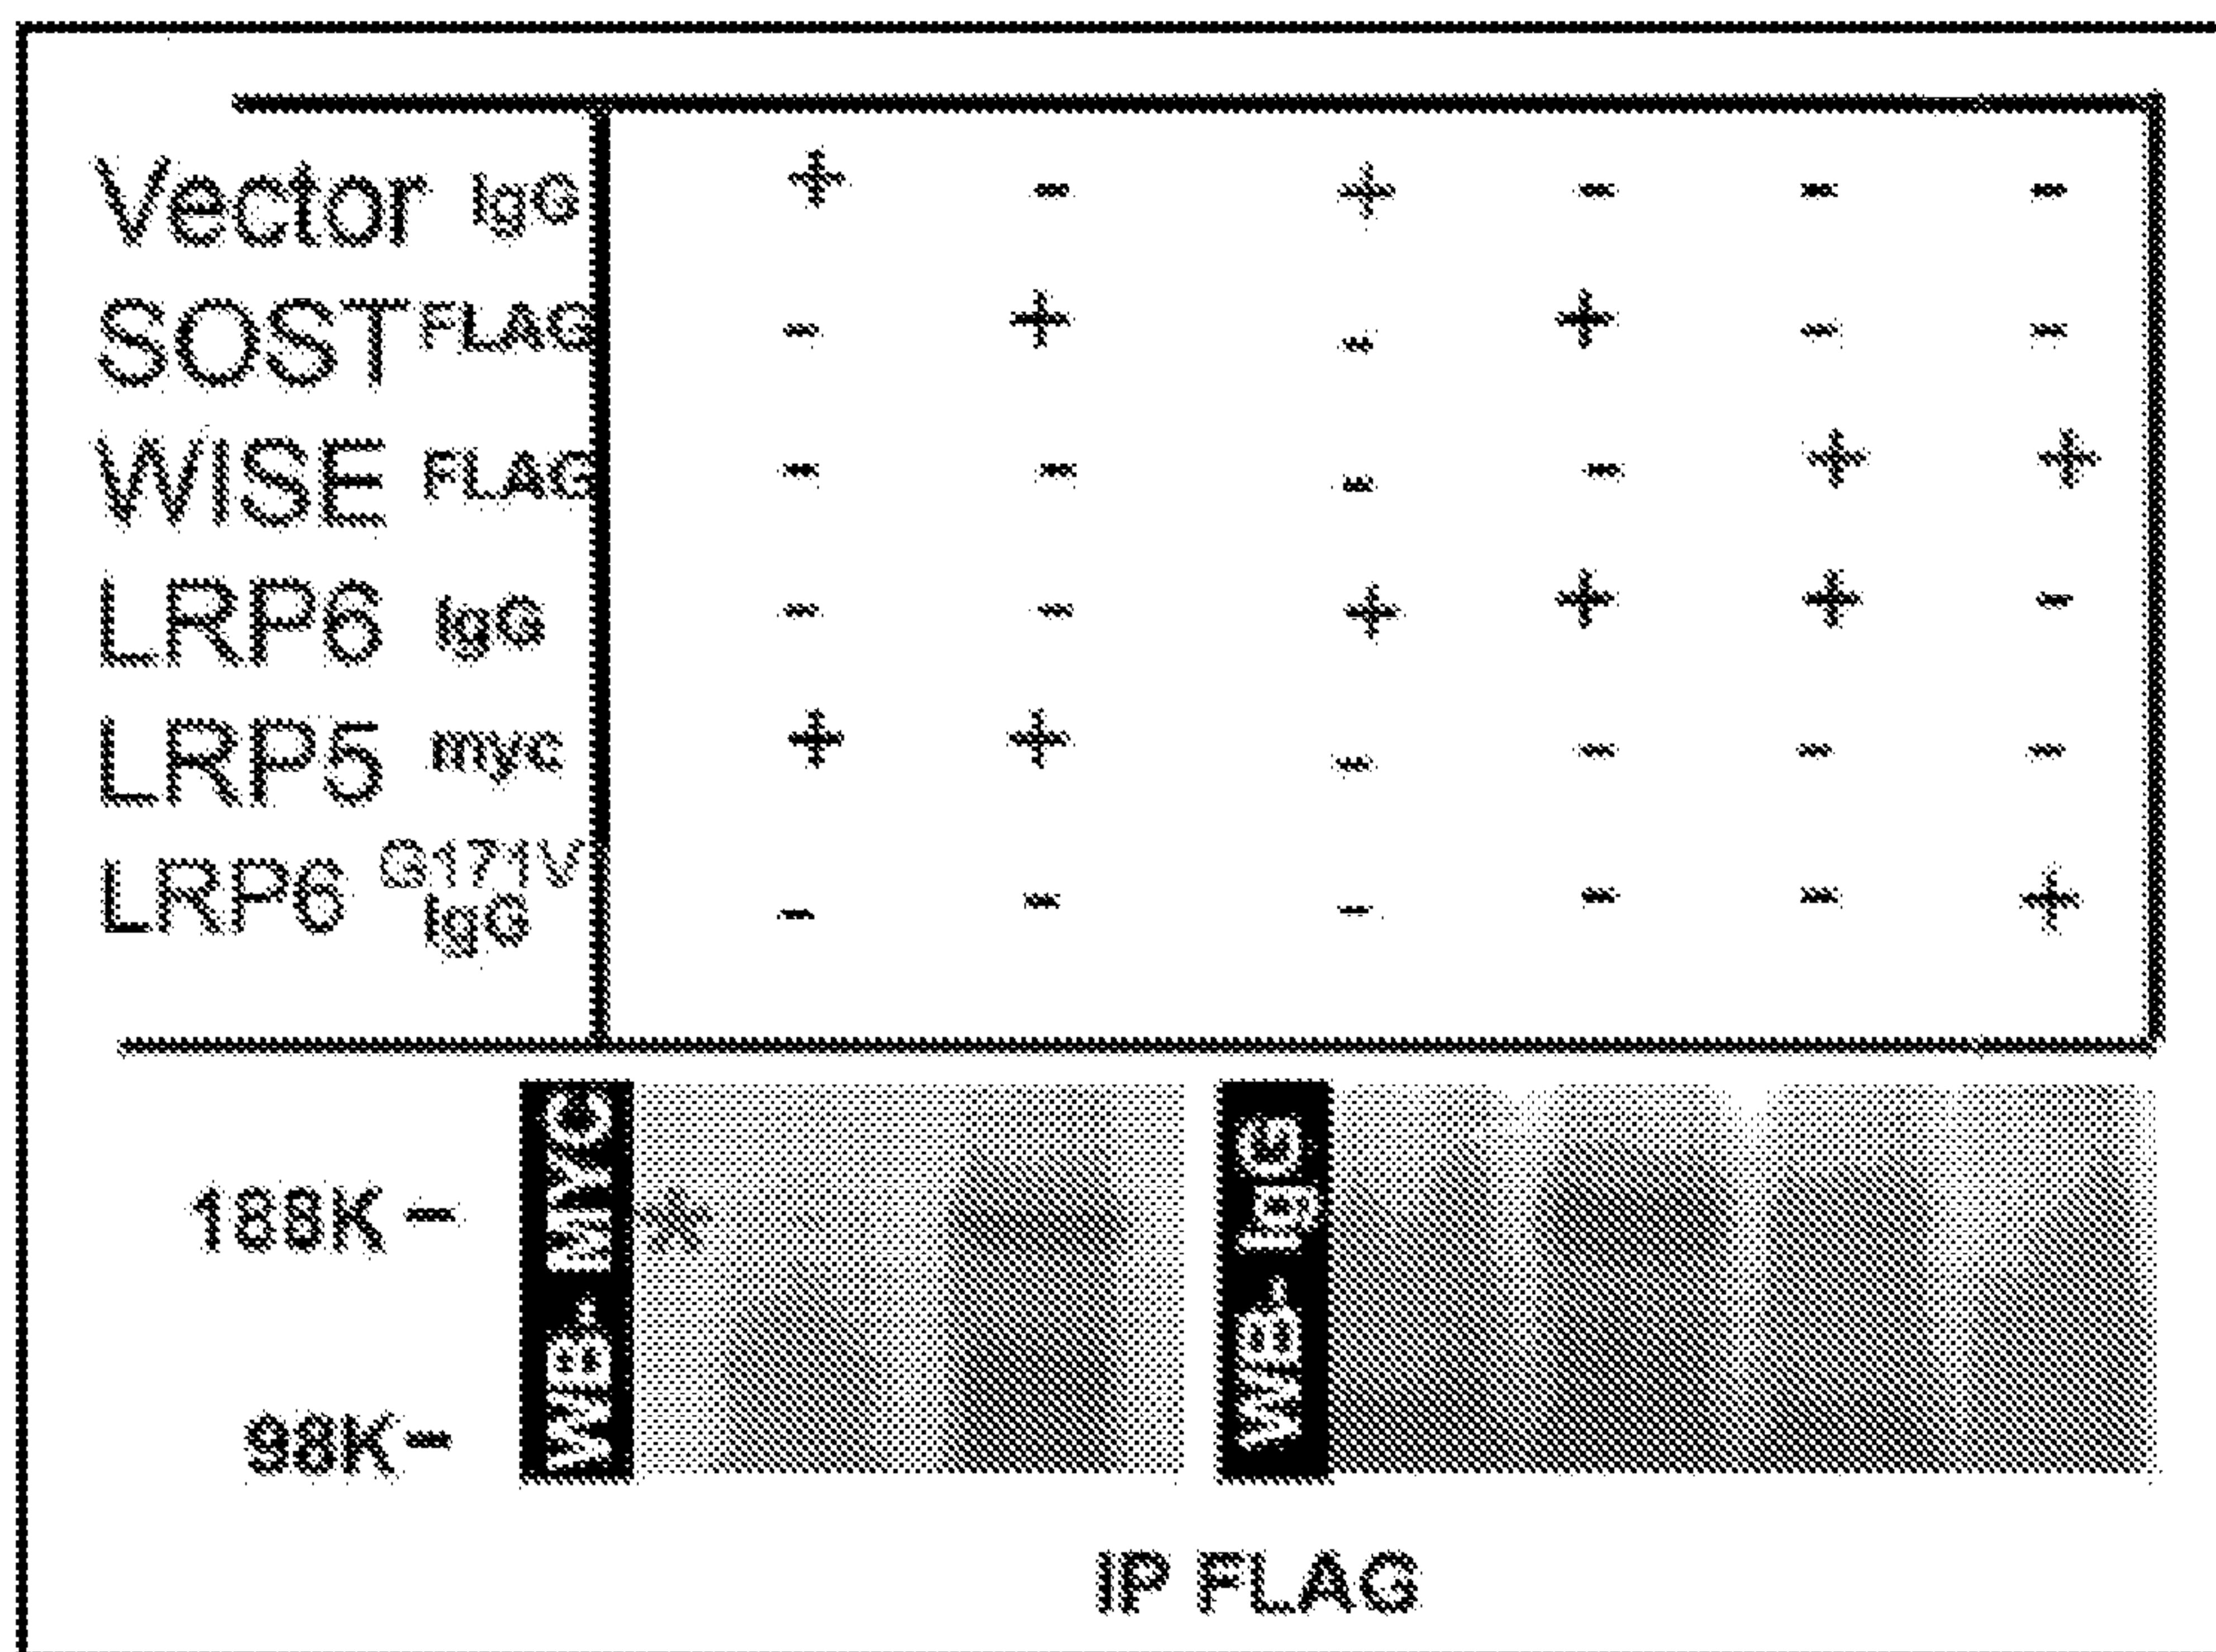 Vector IgG + - + - - -
SOST FLAG - + - + - -
WISE FLAG - - - - + +
LRP6 IgG - - + + + -
LRP5 myc + + - - - -
LRP6 G171V IgG - - - - - +
WB- MYC
*
WB- IgG
188K -
98K -
IP FLAG